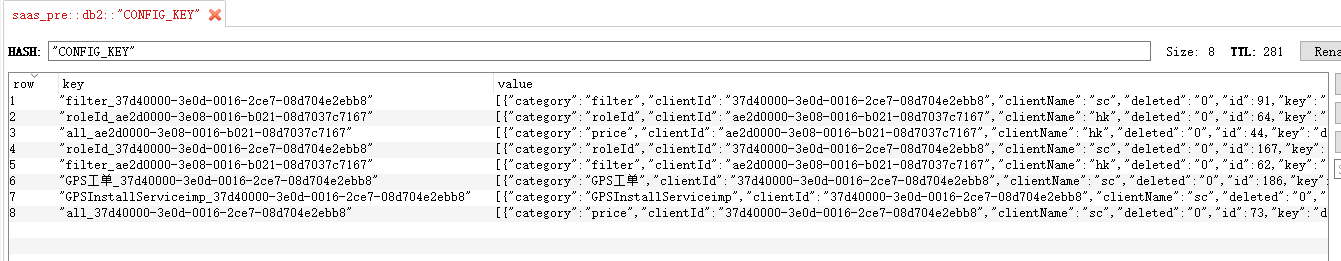 saas_pre::db2::"CONFIG_KEY"
HASH: "CONFIG_KEY" Size: 8 TTL: 281 Rena
row key value
1 "filter_37d40000-3e0d-0016-2ce7-08d704e2ebb8" [{"category":"filter","clientId":"37d40000-3e0d-0016-2ce7-08d704e2ebb8","clientName":"sc","deleted":"0","id":91,"key":"
2 "roleId_ae2d0000-3e08-0016-b021-08d7037c7167" [{"category":"roleId","clientId":"ae2d0000-3e08-0016-b021-08d7037c7167","clientName":"hk","deleted":"0","id":64,"key":"
3 "all_ae2d0000-3e08-0016-b021-08d7037c7167" [{"category":"price","clientId":"ae2d0000-3e08-0016-b021-08d7037c7167","clientName":"hk","deleted":"0","id":44,"key":"d
4 "roleId_37d40000-3e0d-0016-2ce7-08d704e2ebb8" [{"category":"roleId","clientId":"37d40000-3e0d-0016-2ce7-08d704e2ebb8","clientName":"sc","deleted":"0","id":167,"key":
5 "filter_ae2d0000-3e08-0016-b021-08d7037c7167" [{"category":"filter","clientId":"ae2d0000-3e08-0016-b021-08d7037c7167","clientName":"hk","deleted":"0","id":62,"key":"
6 "GPS工单_37d40000-3e0d-0016-2ce7-08d704e2ebb8" [{"category":"GPS工单","clientId":"37d40000-3e0d-0016-2ce7-08d704e2ebb8","clientName":"sc","deleted":"0","id":186,"key":
7 "GPSInstallServiceimp_37d40000-3e0d-0016-2ce7-08d704e2ebb8" [{"category":"GPSInstallServiceimp","clientId":"37d40000-3e0d-0016-2ce7-08d704e2ebb8","clientName":"sc","deleted":"0","
8 "all_37d40000-3e0d-0016-2ce7-08d704e2ebb8" [{"category":"price","clientId":"37d40000-3e0d-0016-2ce7-08d704e2ebb8","clientName":"sc","deleted":"0","id":73,"key":"d